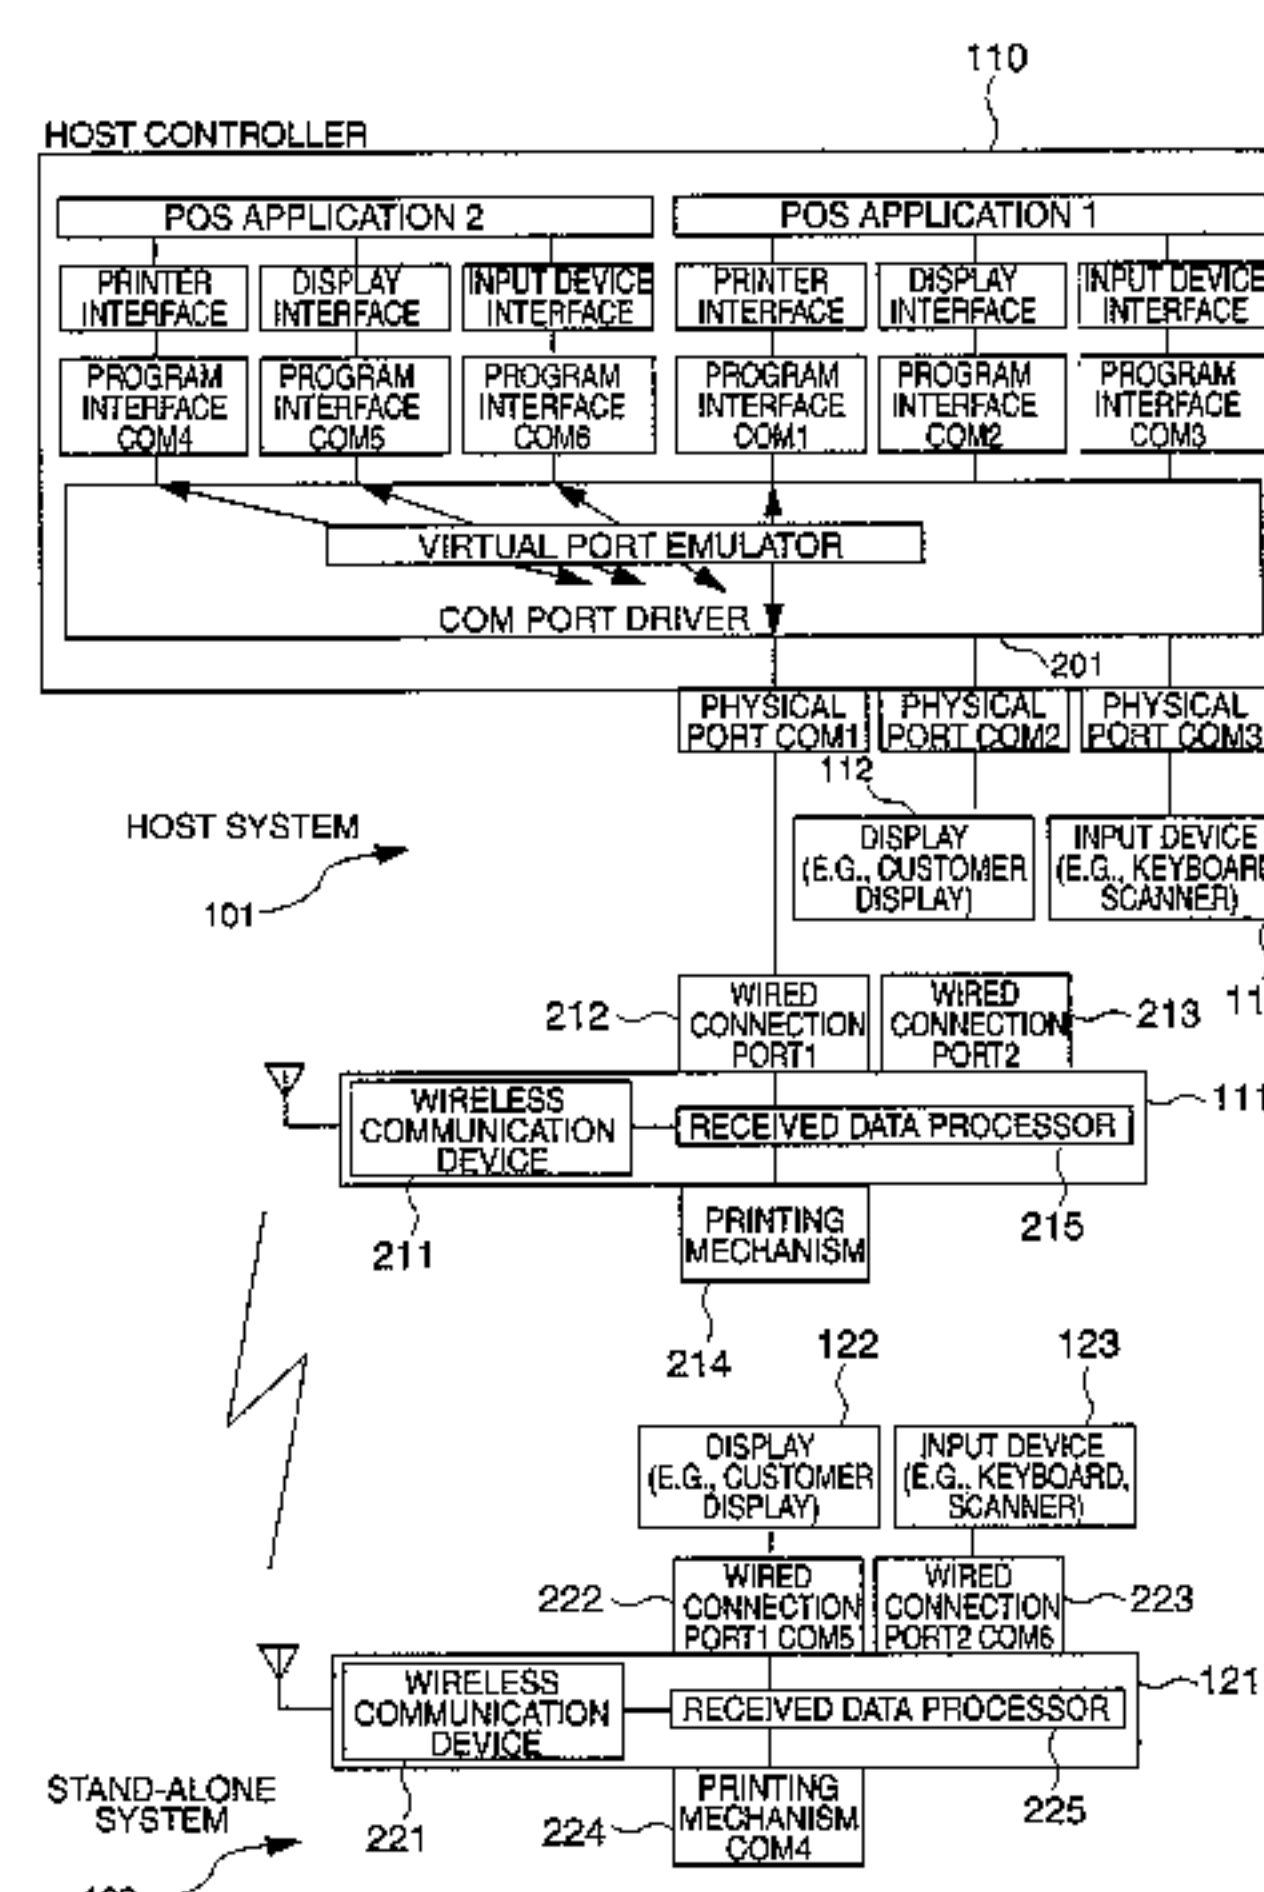 110
HOST CONTROLLER
POS APPLICATION 2
POS APPLICATION 1
PRINTER
INTERFACE
DISPLAY
INTERFACE
INPUT DEVICE
INTERFACE
PRINTER
INTERFACE
DISPLAY
INTERFACE
INPUT DEVICE
INTERFACE
PROGRAM
INTERFACE
COM4
PROGRAM
INTERFACE
COM5
PROGRAM
INTERFACE
COM6
PROGRAM
INTERFACE
COM1
PROGRAM
INTERFACE
COM2
PROGRAM
INTERFACE
COM3
VIRTUAL PORT EMULATOR
COM PORT DRIVER
201
PHYSICAL
PORT COM1
PHYSICAL
PORT COM2
PHYSICAL
PORT COM3
112
HOST SYSTEM
101
DISPLAY
(E.G., CUSTOMER
DISPLAY)
INPUT DEVICE
(E.G., KEYBOARD
SCANNER)
212
WIRED
CONNECTION
PORT1
WIRED
CONNECTION
PORT2
213
11
WIRELESS
COMMUNICATION
DEVICE
RECEIVED DATA PROCESSOR
111
211
PRINTING
MECHANISM
215
214
122
123
DISPLAY
(E.G., CUSTOMER
DISPLAY)
INPUT DEVICE
(E.G., KEYBOARD,
SCANNER)
222
WIRED
CONNECTION
PORT1 COM5
WIRED
CONNECTION
PORT2 COM6
223
WIRELESS
COMMUNICATION
DEVICE
RECEIVED DATA PROCESSOR
121
STAND-ALONE
SYSTEM
221
224
PRINTING
MECHANISM
COM4
225